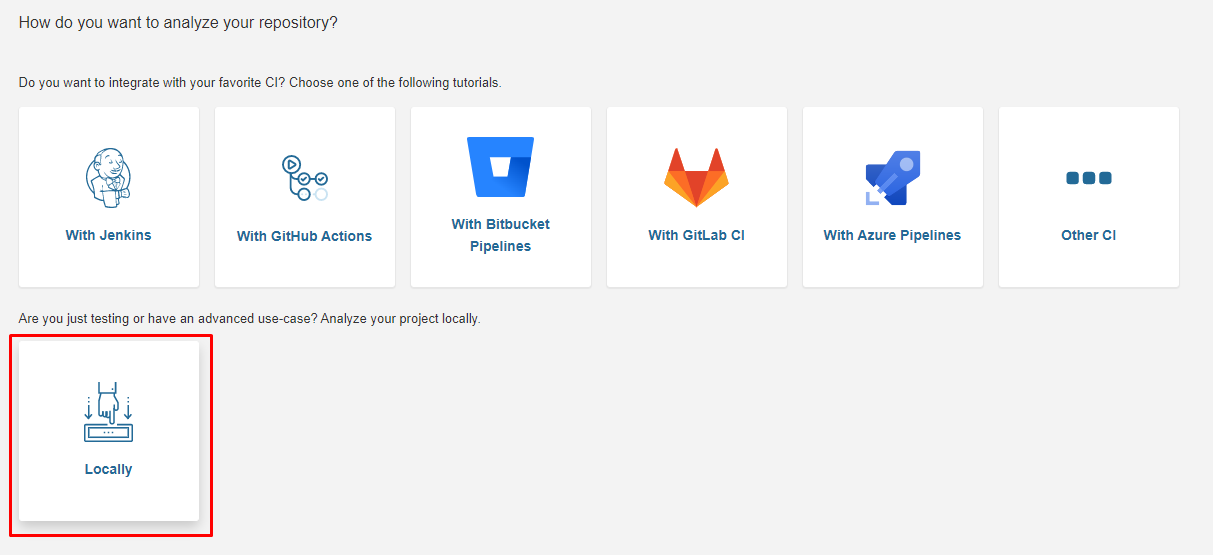 How do you want to analyze your repository?
Do you want to integrate with your favorite CI? Choose one of the following tutorials.
With Jenkins
With GitHub Actions
With Bitbucket
Pipelines
With GitLab CI
With Azure Pipelines
Other CI
Are you just testing or have an advanced use-case? Analyze your project locally.
Locally